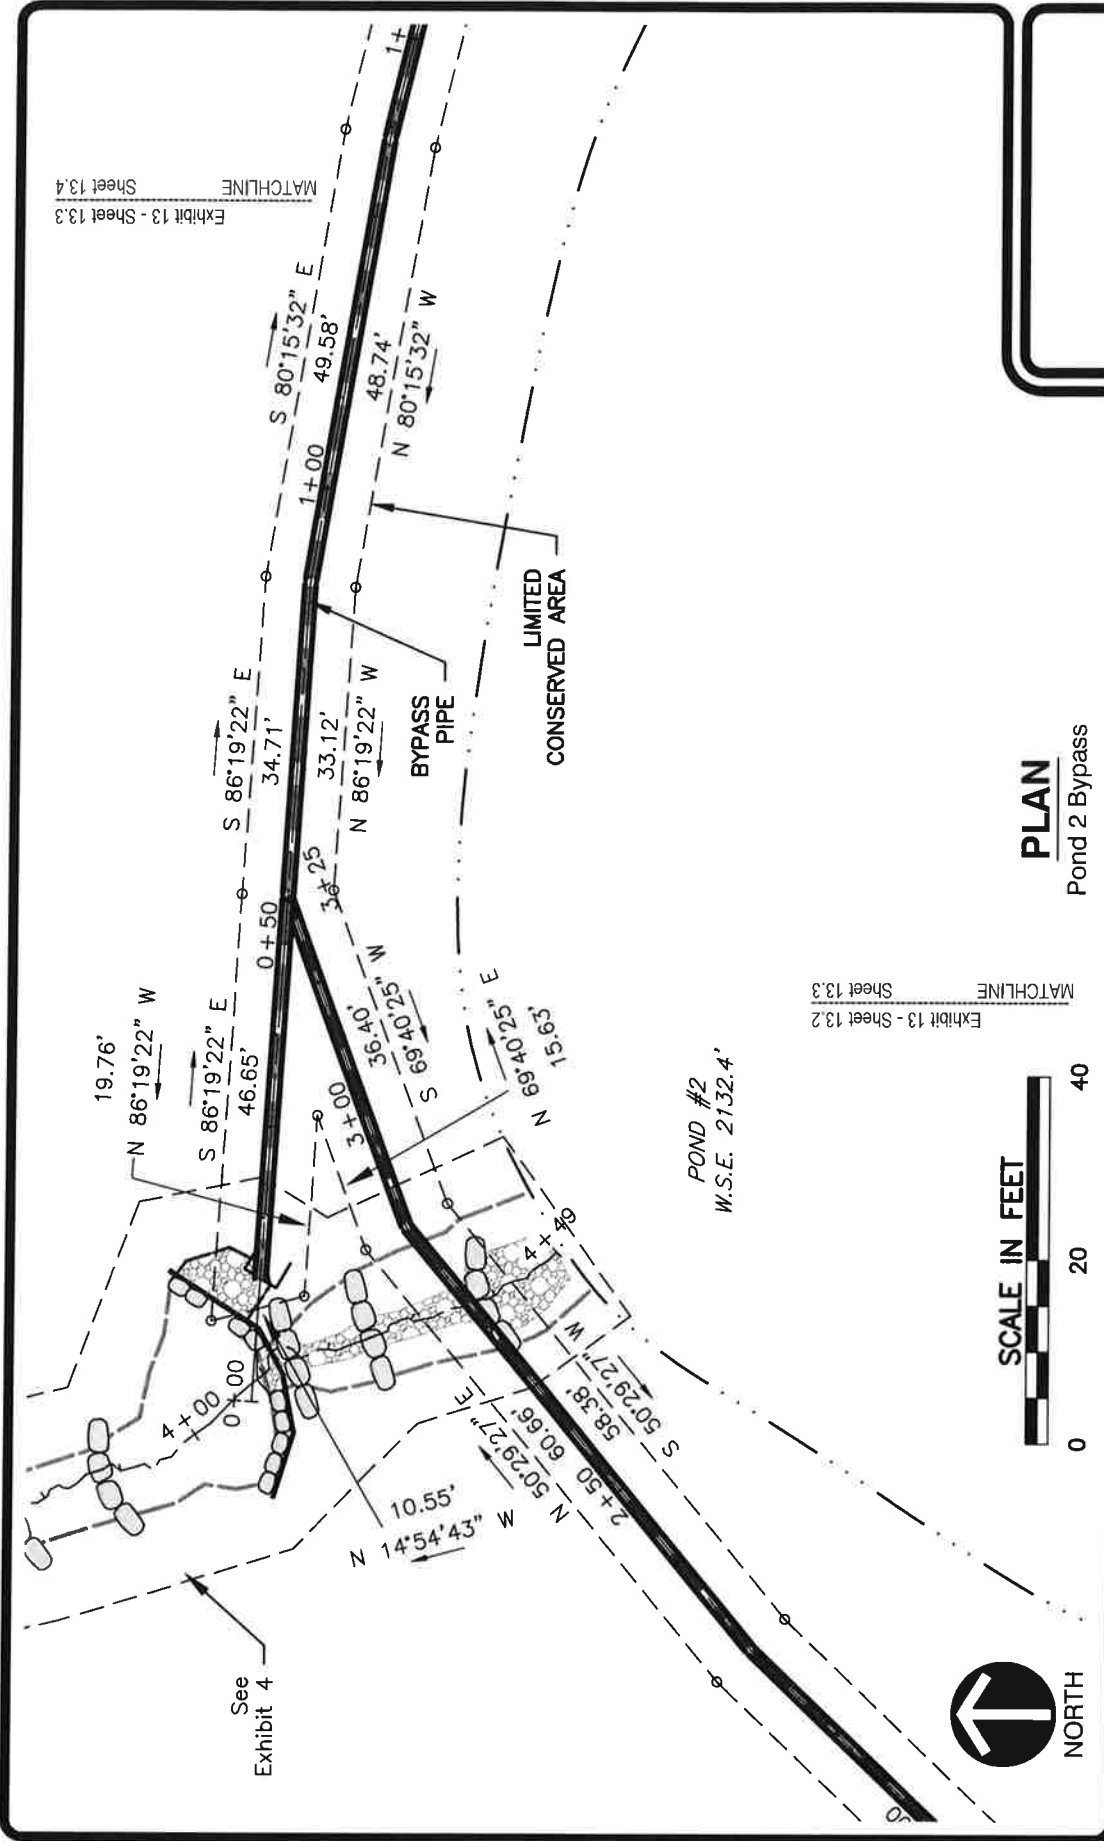 MATCHLINE
Exhibit 13 - Sheet 13.3
Sheet 13.4
1+
S 80°15'32" E
49.58'
48.74'
N 80°15'32" W
1+00
LIMITED
CONSERVED AREA
BYPASS
PIPE
S 86°19'22" E
34.71'
33.12'
N 86°19'22" W
3+25
0+50
19.76'
N 86°19'22" W
S 86°19'22" E
46.65'
36.40'
S 69°40'25" W
3+00
N 69°40'25" E
15.63'
POND #2
W.S.E. 2132.4'
Exhibit 13 - Sheet 13.2
MATCHLINE
Sheet 13.3
4+00
0+00
4+49
10.55'
N 14°54'43" W
N 50°29'27" E
60.66'
58.38'
S 50°29'27" W
2+50
See
Exhibit 4
PLAN
Pond 2 Bypass
SCALE IN FEET
0 20 40
NORTH